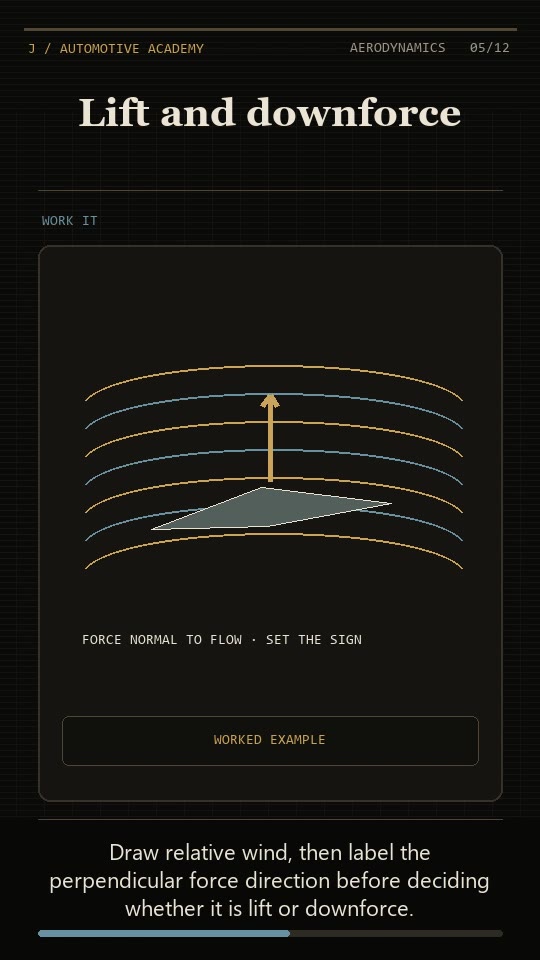 J / AUTOMOTIVE ACADEMY
AERODYNAMICS 05/12
Lift and downforce
WORK IT
FORCE NORMAL TO FLOW · SET THE SIGN
WORKED EXAMPLE
Draw relative wind, then label the
perpendicular force direction before deciding
whether it is lift or downforce.